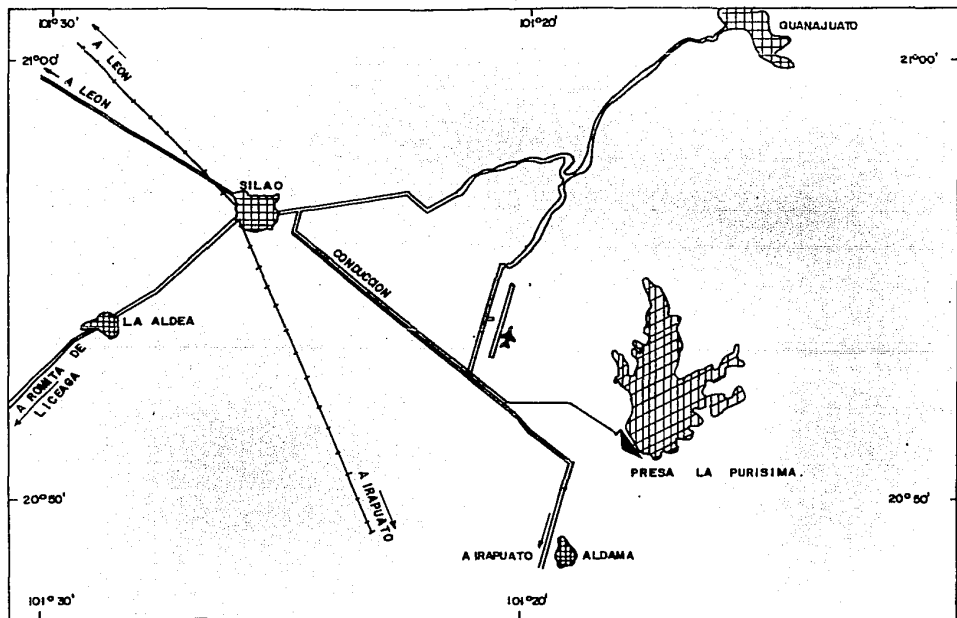 101° 30'
101° 20'
GUANAJUATO
21° 00'
21° 00'
A LEON
A LEON
SILAO
CONDUCCION
LA ALDEA
A ROMITA DE
LICEAGA
PRESA LA PURISIMA.
20° 50'
20° 50'
A IRAPUATO
A IRAPUATO
ALDAMA
101° 30'
101° 20'